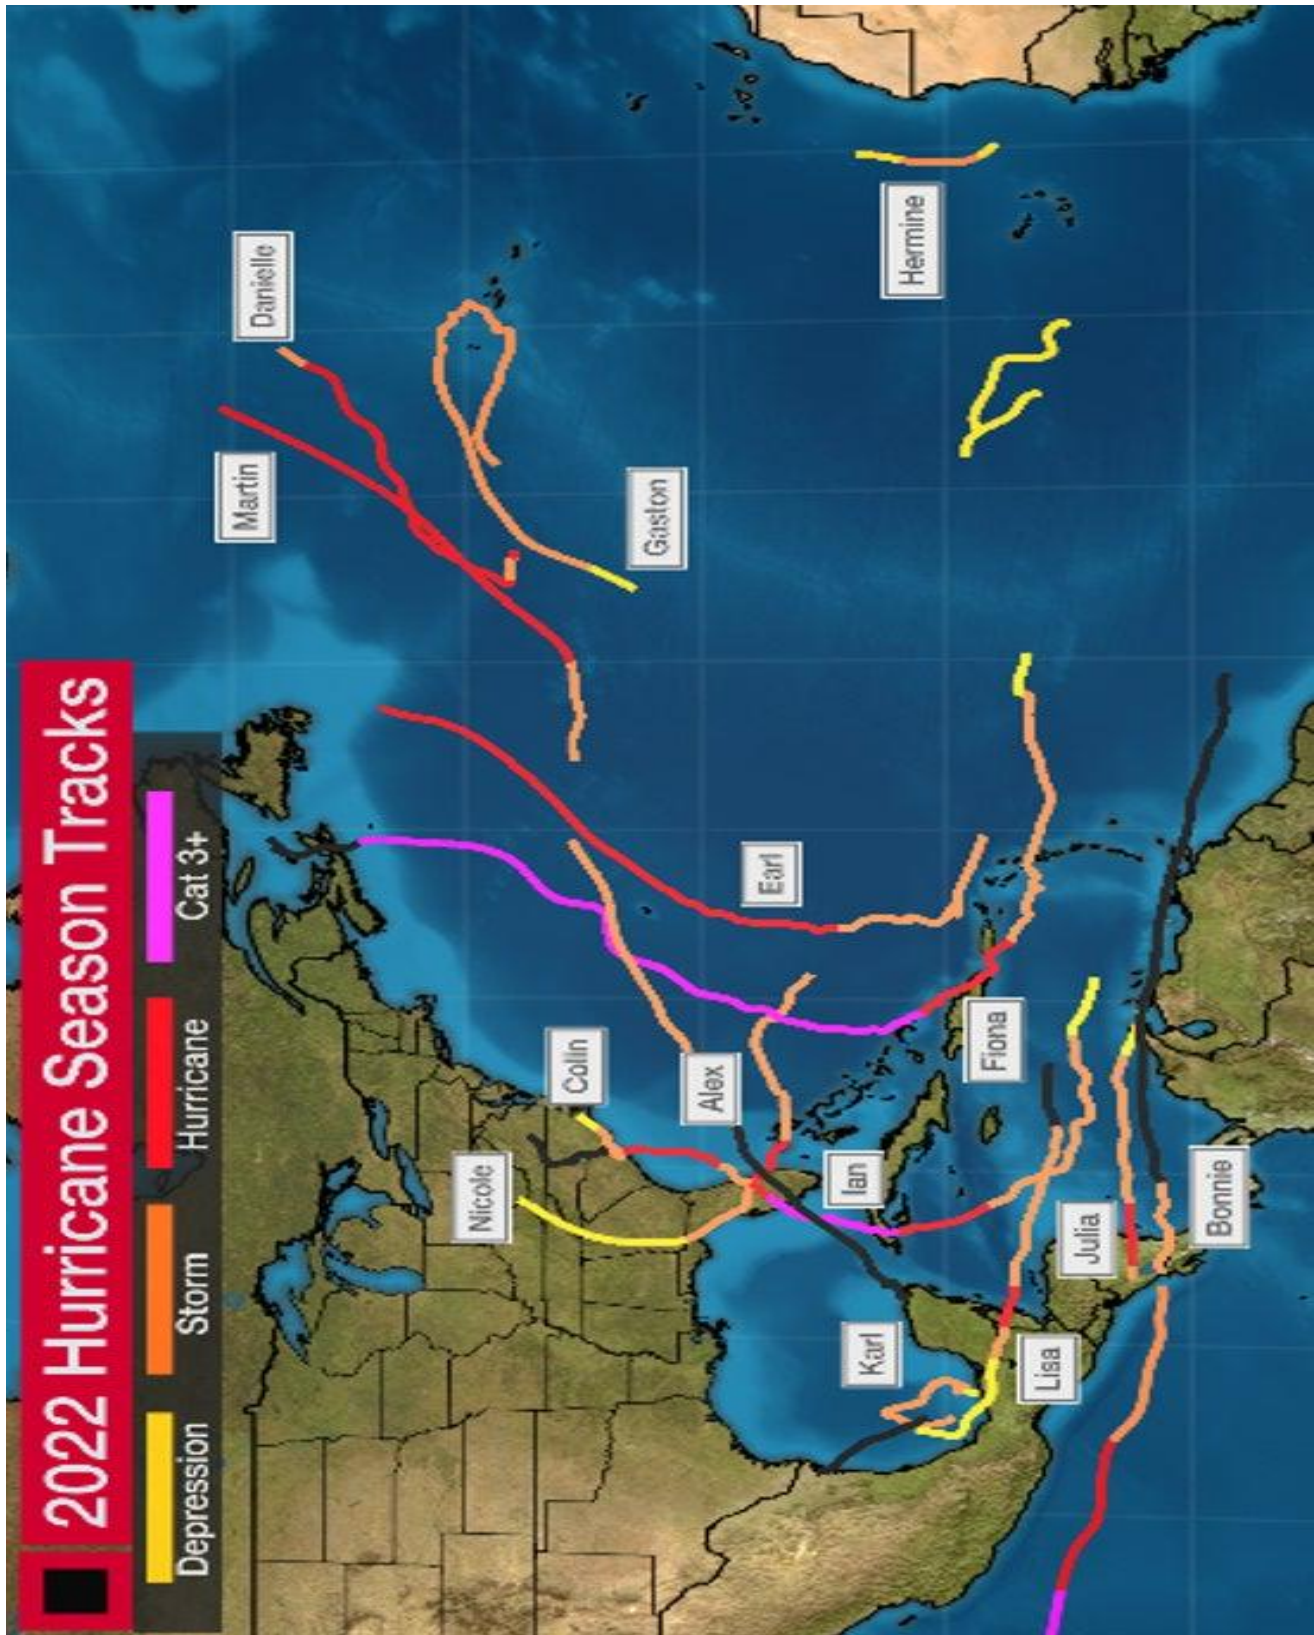 2022 Hurricane Season Tracks
Depression
Storm
Hurricane
Cat 3+
Danielle
Martin
Hermine
Gaston
Earl
Colin
Alex
Fiona
Nicole
Ian
Julia
Bonnie
Karl
Lisa